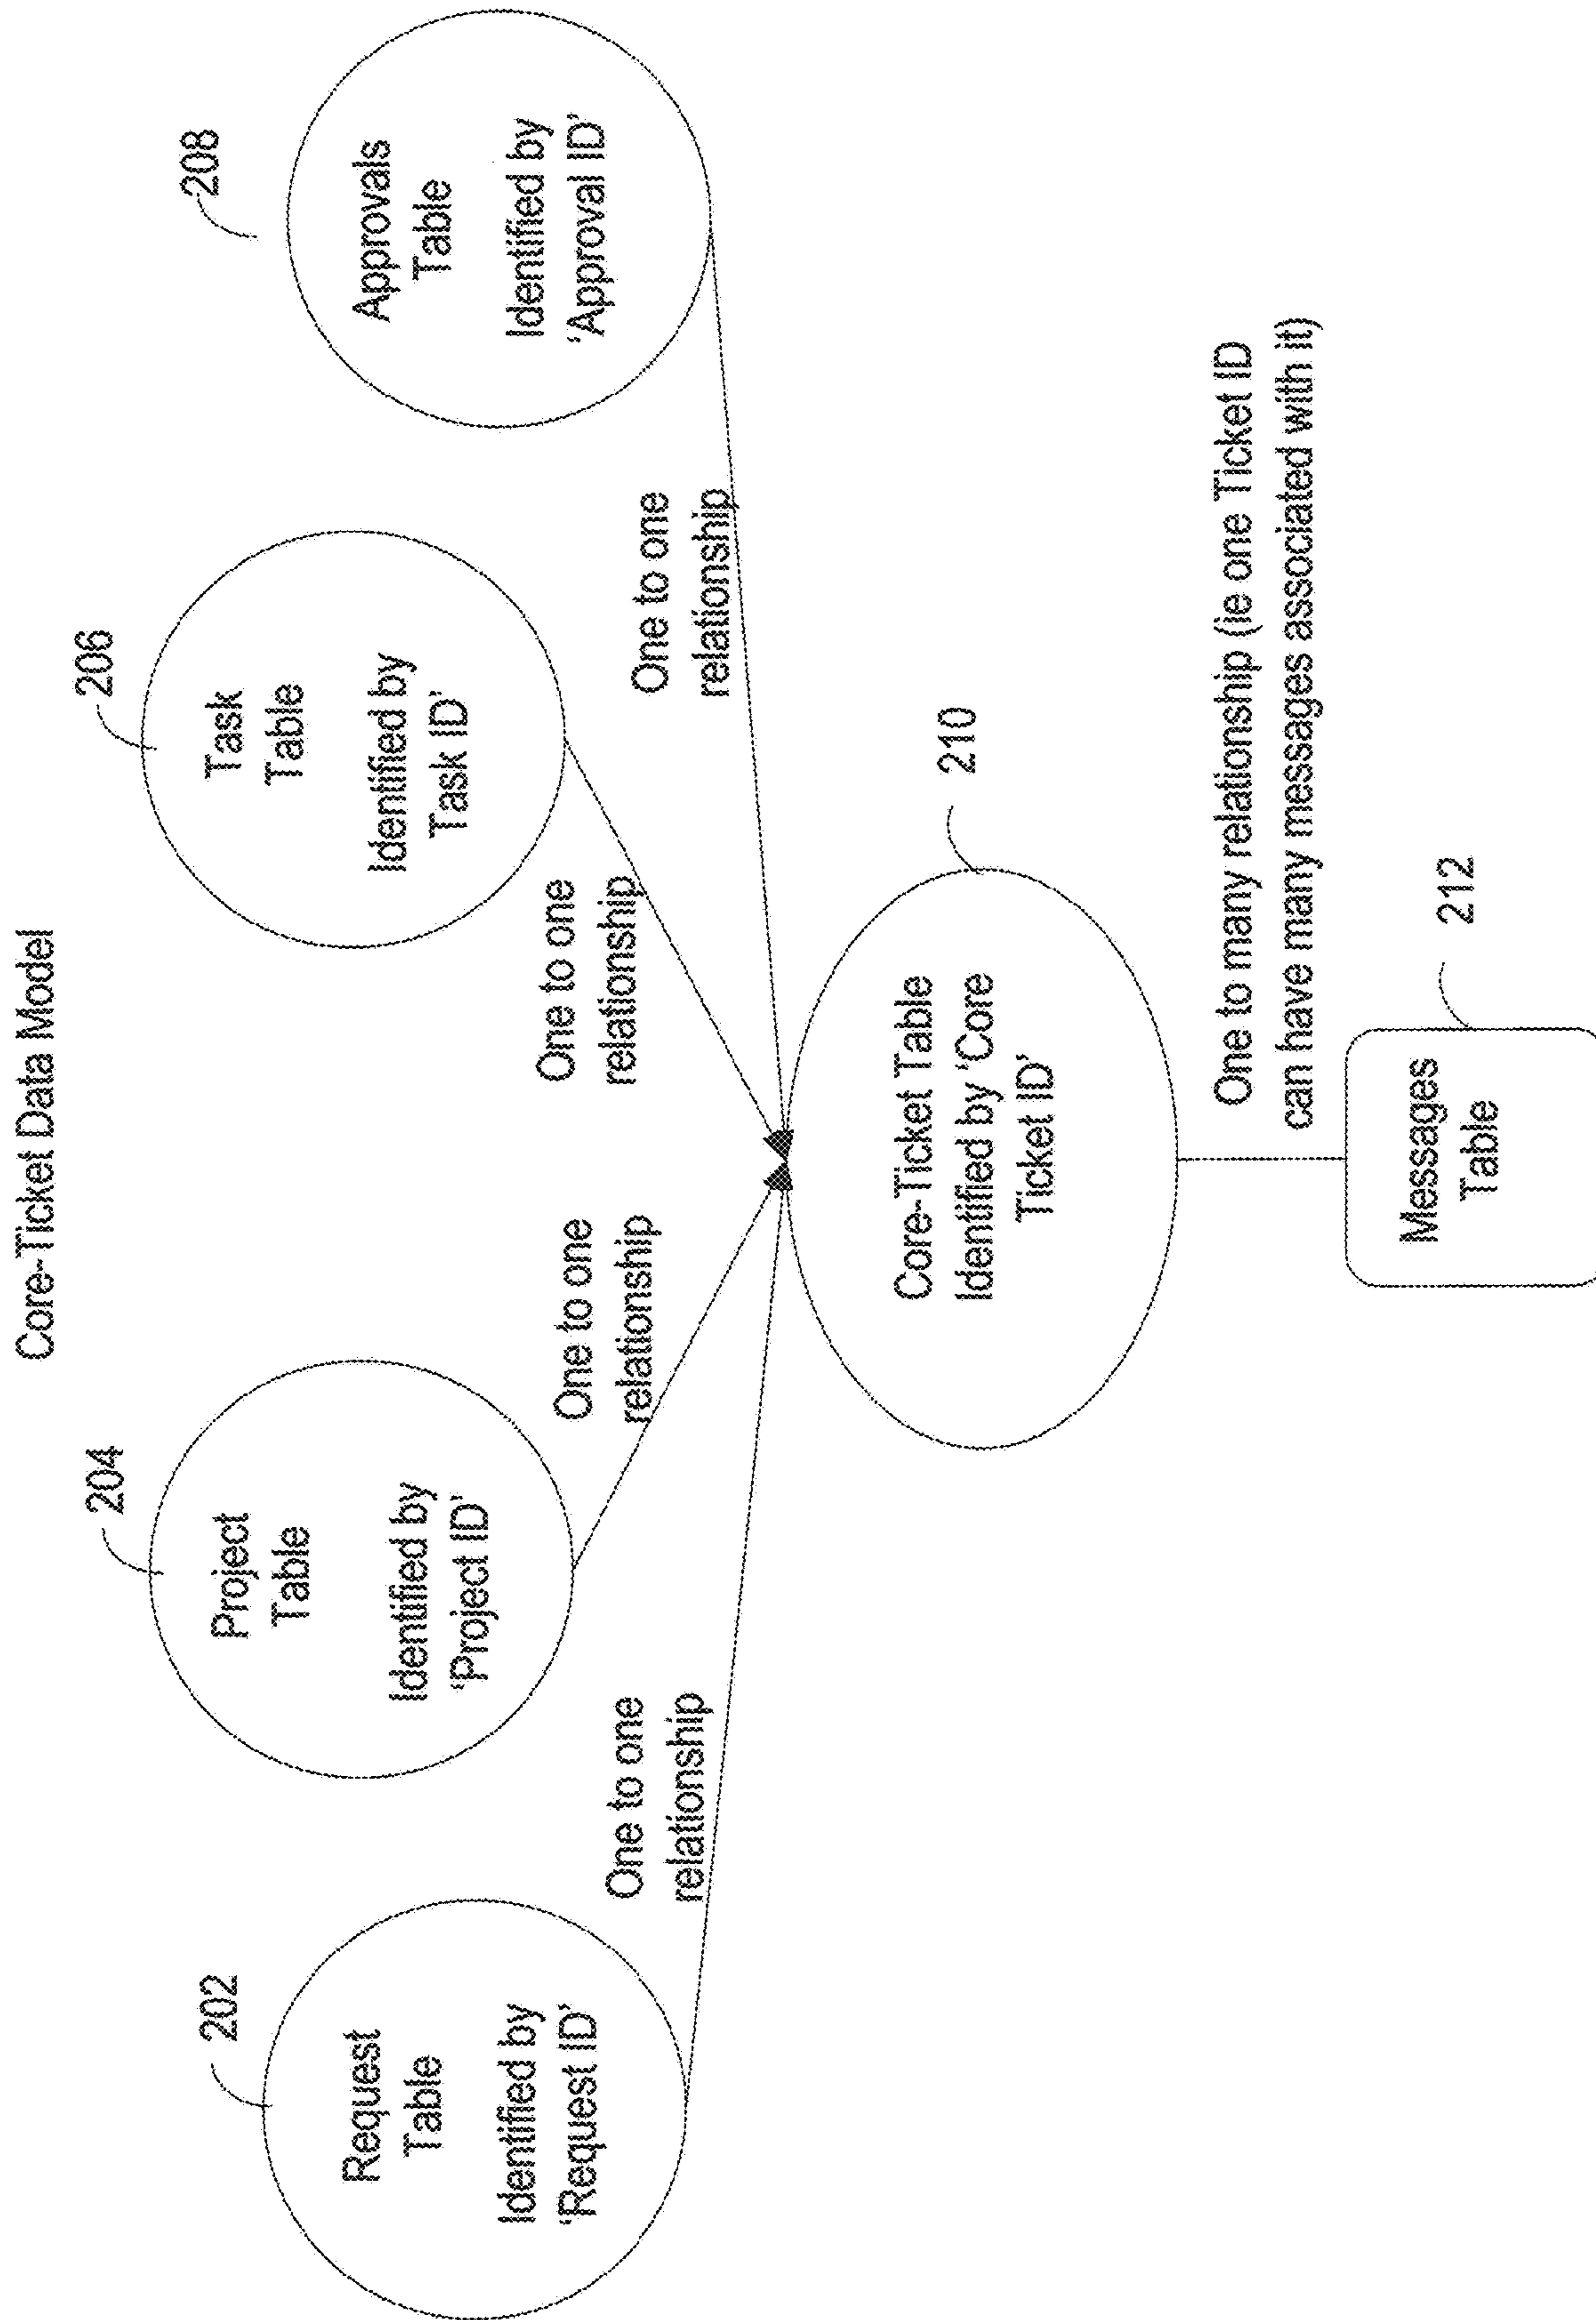 Core-Ticket Data Model
202
Request
Table
Identified by
'Request ID'
204
Project
Table
Identified by
'Project ID'
206
Task
Table
Identified by
Task ID'
208
Approvals
Table
Identified by
'Approval ID'
One to one
relationship
One to one
relationship
One to one
relationship
One to one
relationship
210
Core-Ticket Table
Identified by 'Core
Ticket ID'
One to many relationship (ie one Ticket ID
can have many messages associated with it)
212
Messages
Table